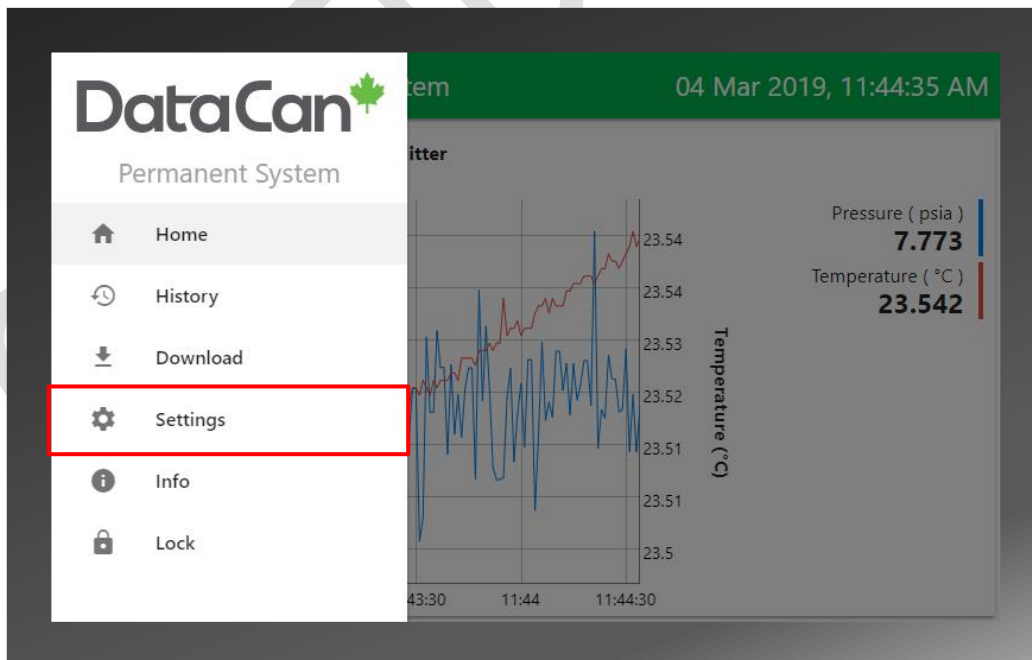 DataCan
Permanent System
Home
History
Download
Settings
Info
Lock
tem
04 Mar 2019, 11:44:35 AM
itter
Pressure ( psia )
7.773
Temperature ( °C )
23.542
23.54
23.54
23.53
23.52
23.51
23.51
23.5
Temperature (°C)
43:30 11:44 11:44:30